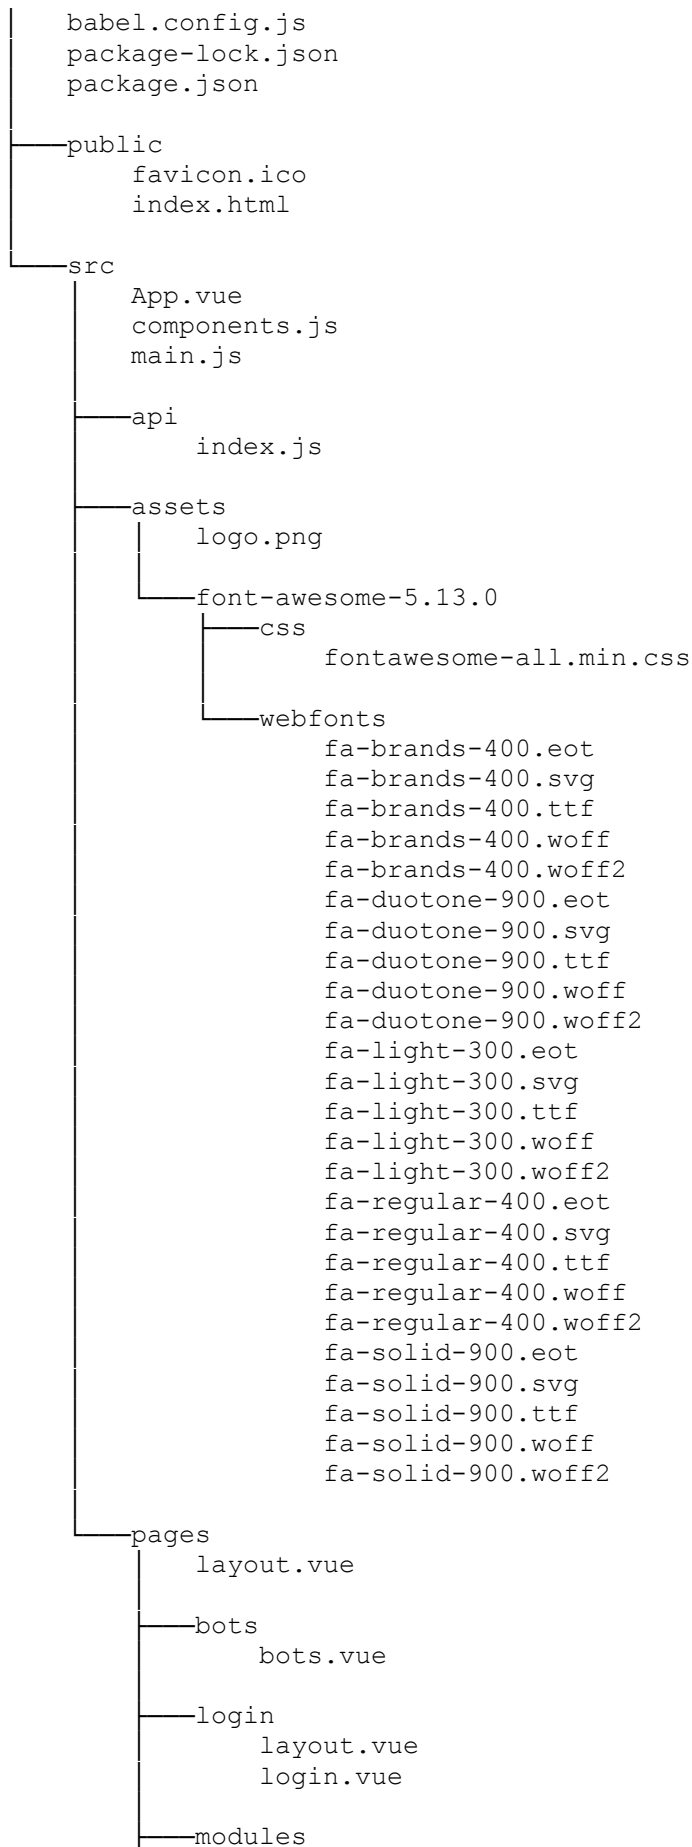 babel.config.js
package-lock.json
package.json
public
favicon.ico
index.html
src
App.vue
components.js
main.js
api
index.js
assets
logo.png
font-awesome-5.13.0
css
fontawesome-all.min.css
webfonts
fa-brands-400.eot
fa-brands-400.svg
fa-brands-400.ttf
fa-brands-400.woff
fa-brands-400.woff2
fa-duotone-900.eot
fa-duotone-900.svg
fa-duotone-900.ttf
fa-duotone-900.woff
fa-duotone-900.woff2
fa-light-300.eot
fa-light-300.svg
fa-light-300.ttf
fa-light-300.woff
fa-light-300.woff2
fa-regular-400.eot
fa-regular-400.svg
fa-regular-400.ttf
fa-regular-400.woff
fa-regular-400.woff2
fa-solid-900.eot
fa-solid-900.svg
fa-solid-900.ttf
fa-solid-900.woff
fa-solid-900.woff2
pages
layout.vue
bots
bots.vue
login
layout.vue
login.vue
modules